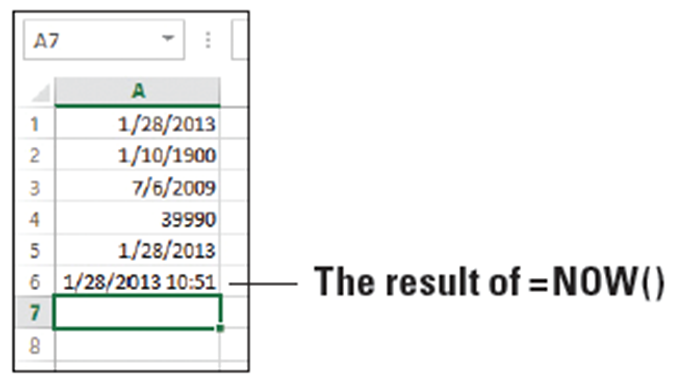 A7
A
1 1/28/2013
2 1/10/1900
3 7/6/2009
4 39990
5 1/28/2013
6 1/28/2013 10:51 The result of =NOW()
7
8